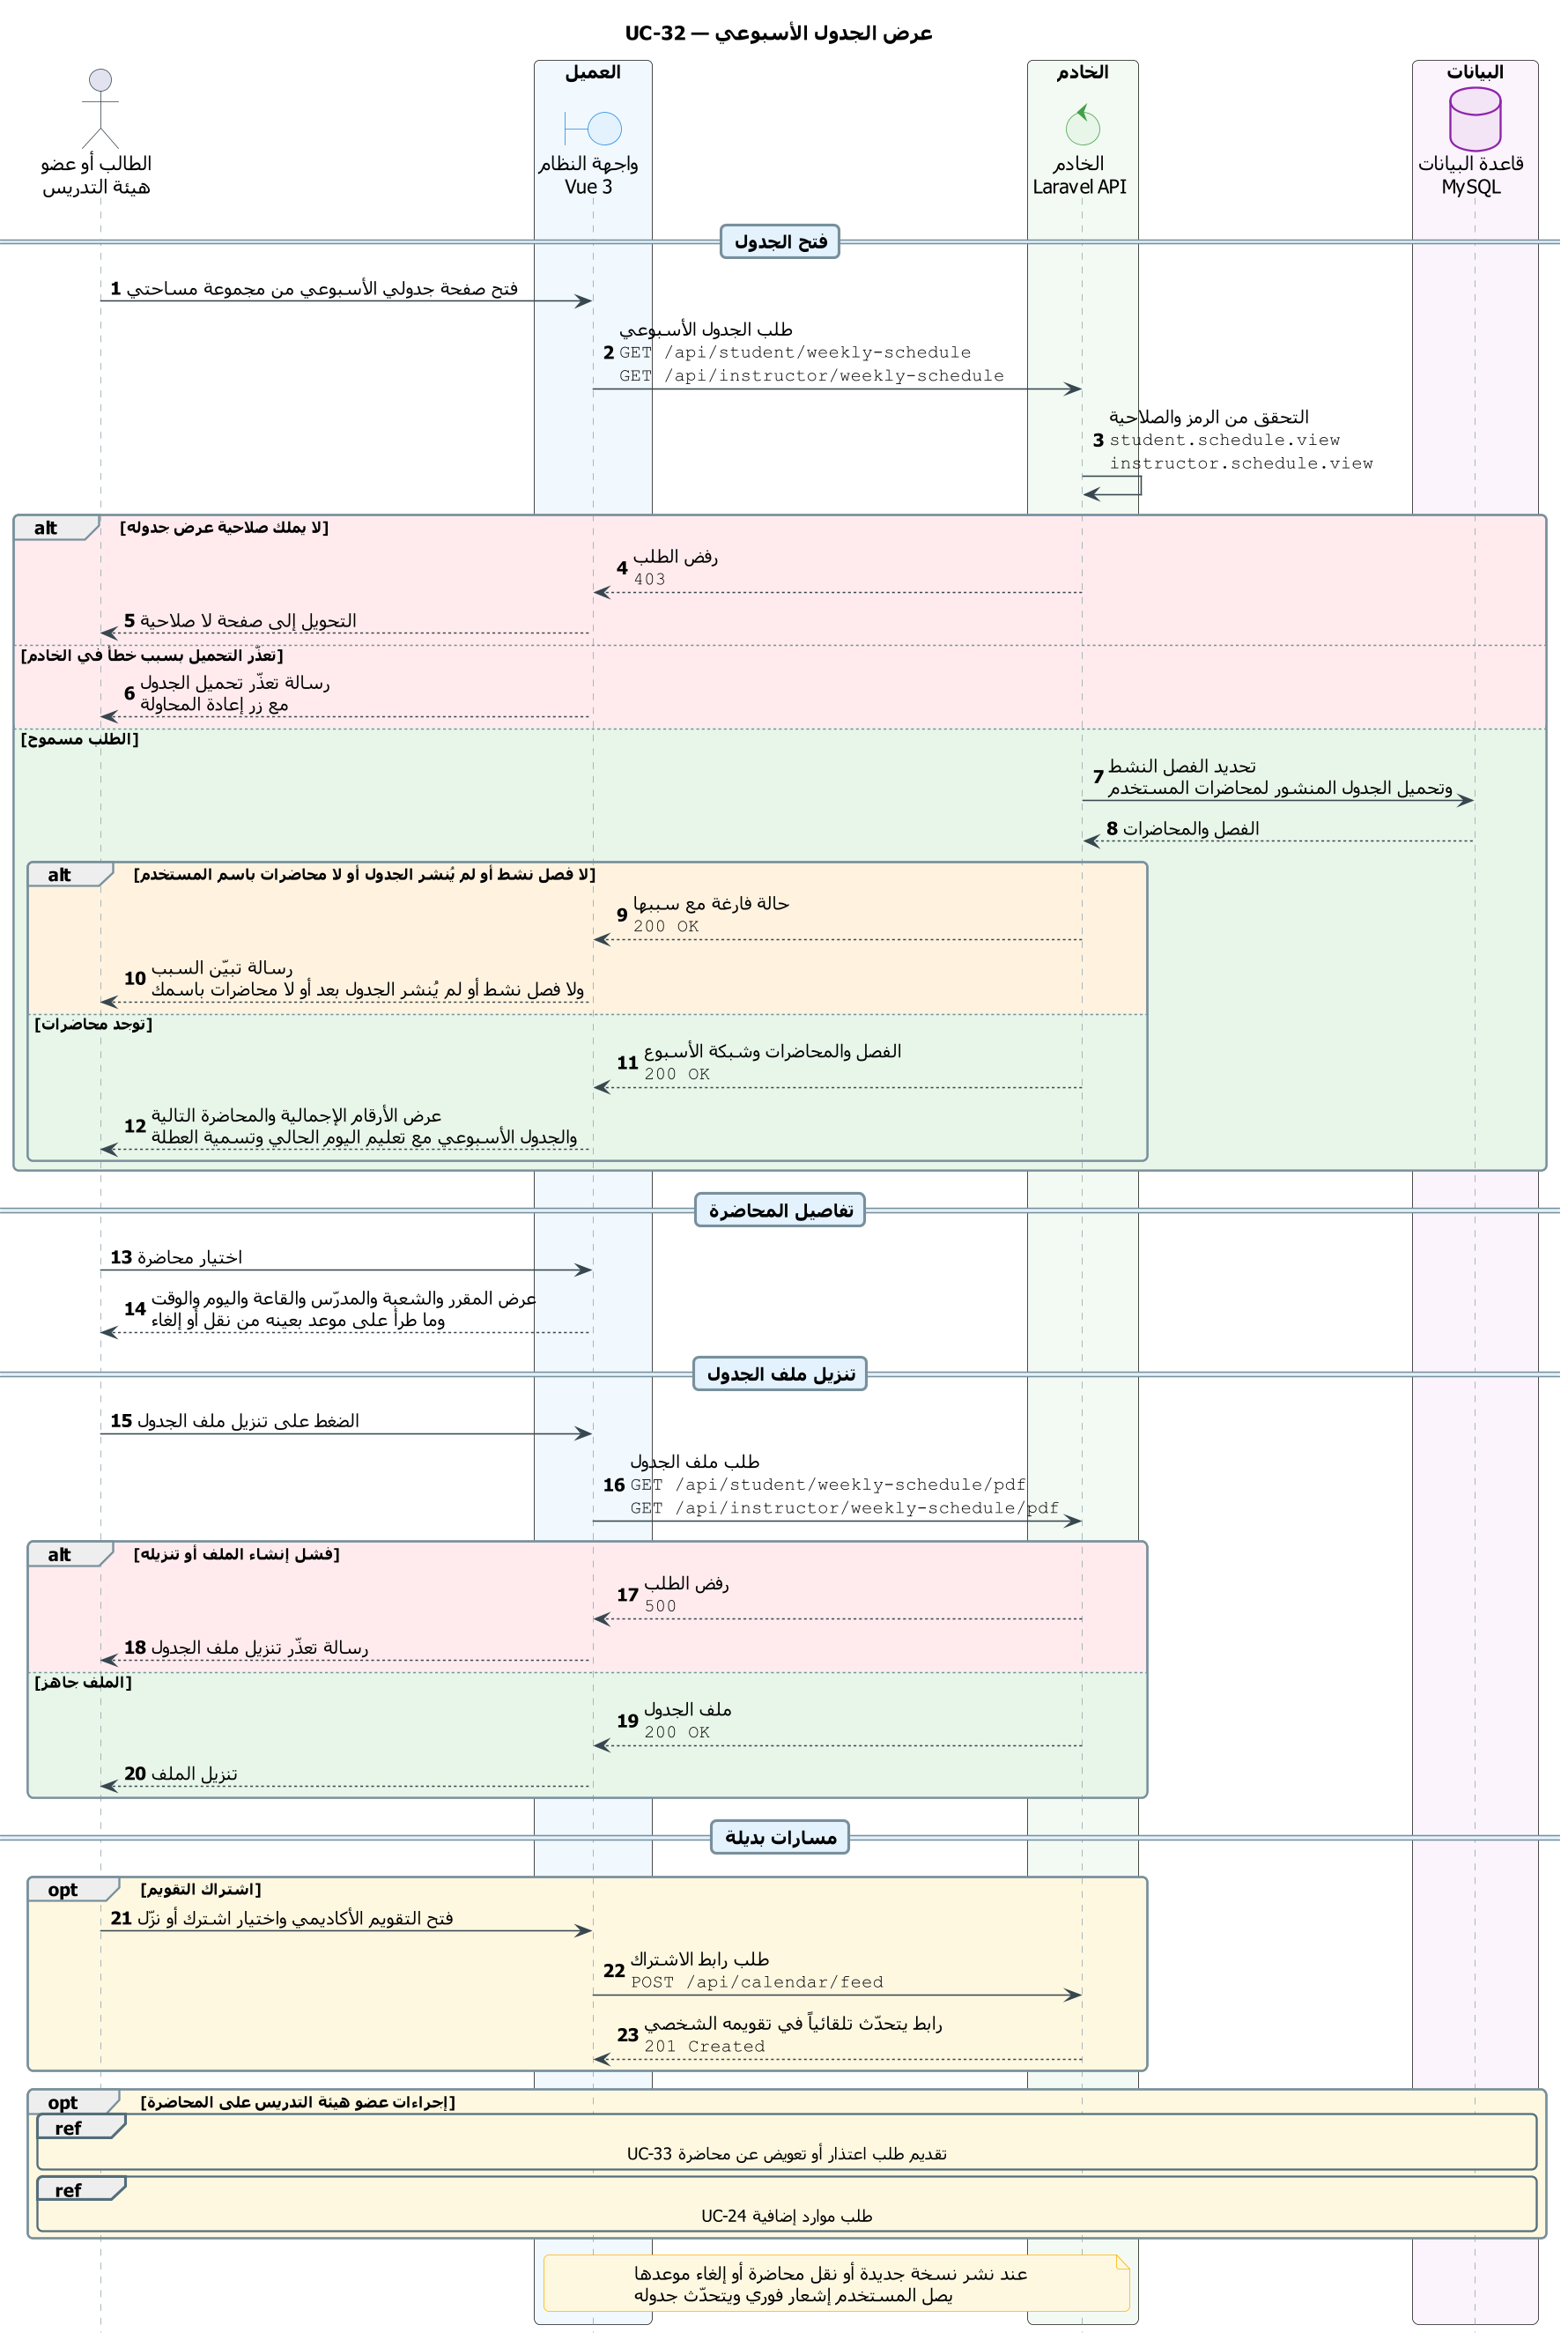 عرض الجدول الأسبوعي — UC-32
العميل
الخادم
البيانات
الطالب أو عضو
هيئة التدريس
واجهة النظام
Vue 3
الخادم
Laravel API
قاعدة البيانات
MySQL
فتح الجدول
1 فتح صفحة جدولي الأسبوعي من مجموعة مساحتي
طلب الجدول الأسبوعي
2 GET /api/student/weekly-schedule
GET /api/instructor/weekly-schedule
التحقق من الرمز والصلاحية
3 student.schedule.view
instructor.schedule.view
alt [لا يملك صلاحية عرض جدوله]
4 رفض الطلب
403
5 التحويل إلى صفحة لا صلاحية
[تعذّر التحميل بسبب خطأ في الخادم]
6 رسالة تعذّر تحميل الجدول
مع زر إعادة المحاولة
[الطلب مسموح]
7 تحديد الفصل النشط
وتحميل الجدول المنشور لمحاضرات المستخدم
8 الفصل والمحاضرات
alt [لا فصل نشط أو لم يُنشر الجدول أو لا محاضرات باسم المستخدم]
9 حالة فارغة مع سببها
200 OK
10 رسالة تبيّن السبب
ولا فصل نشط أو لم يُنشر الجدول بعد أو لا محاضرات باسمك
[توجد محاضرات]
11 الفصل والمحاضرات وشبكة الأسبوع
200 OK
12 عرض الأرقام الإجمالية والمحاضرة التالية
والجدول الأسبوعي مع تعليم اليوم الحالي وتسمية العطلة
تفاصيل المحاضرة
13 اختيار محاضرة
14 عرض المقرر والشعبة والمدرّس والقاعة واليوم والوقت
وما طرأ على موعد بعينه من نقل أو إلغاء
تنزيل ملف الجدول
15 الضغط على تنزيل ملف الجدول
طلب ملف الجدول
16 GET /api/student/weekly-schedule/pdf
GET /api/instructor/weekly-schedule/pdf
alt [فشل إنشاء الملف أو تنزيله]
17 رفض الطلب
500
18 رسالة تعذّر تنزيل ملف الجدول
[الملف جاهز]
19 ملف الجدول
200 OK
20 تنزيل الملف
مسارات بديلة
opt [اشتراك التقويم]
21 فتح التقويم الأكاديمي واختيار اشترك أو نزّل
22 طلب رابط الاشتراك
POST /api/calendar/feed
23 رابط يتحدّث تلقائياً في تقويمه الشخصي
201 Created
opt [إجراءات عضو هيئة التدريس على المحاضرة]
ref
تقديم طلب اعتذار أو تعويض عن محاضرة UC-33
ref
طلب موارد إضافية UC-24
عند نشر نسخة جديدة أو نقل محاضرة أو إلغاء موعدها
يصل المستخدم إشعار فوري ويتحدّث جدوله